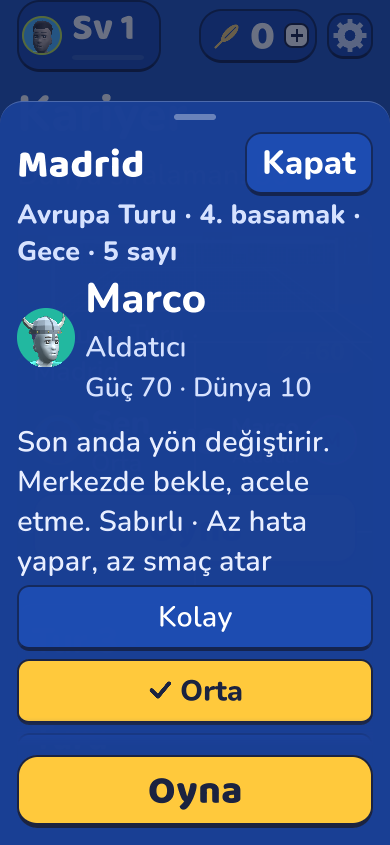 Sv 1
0
Kariyer
Madrid
Kapat
Avrupa Turu · 4. basamak ·
Gece · 5 sayı
Marco
Aldatıcı
Güç 70 · Dünya 10
Son anda yön değiştirir.
Merkezde bekle, acele
etme. Sabırlı · Az hata
yapar, az smaç atar
Kolay
Orta
Oyna